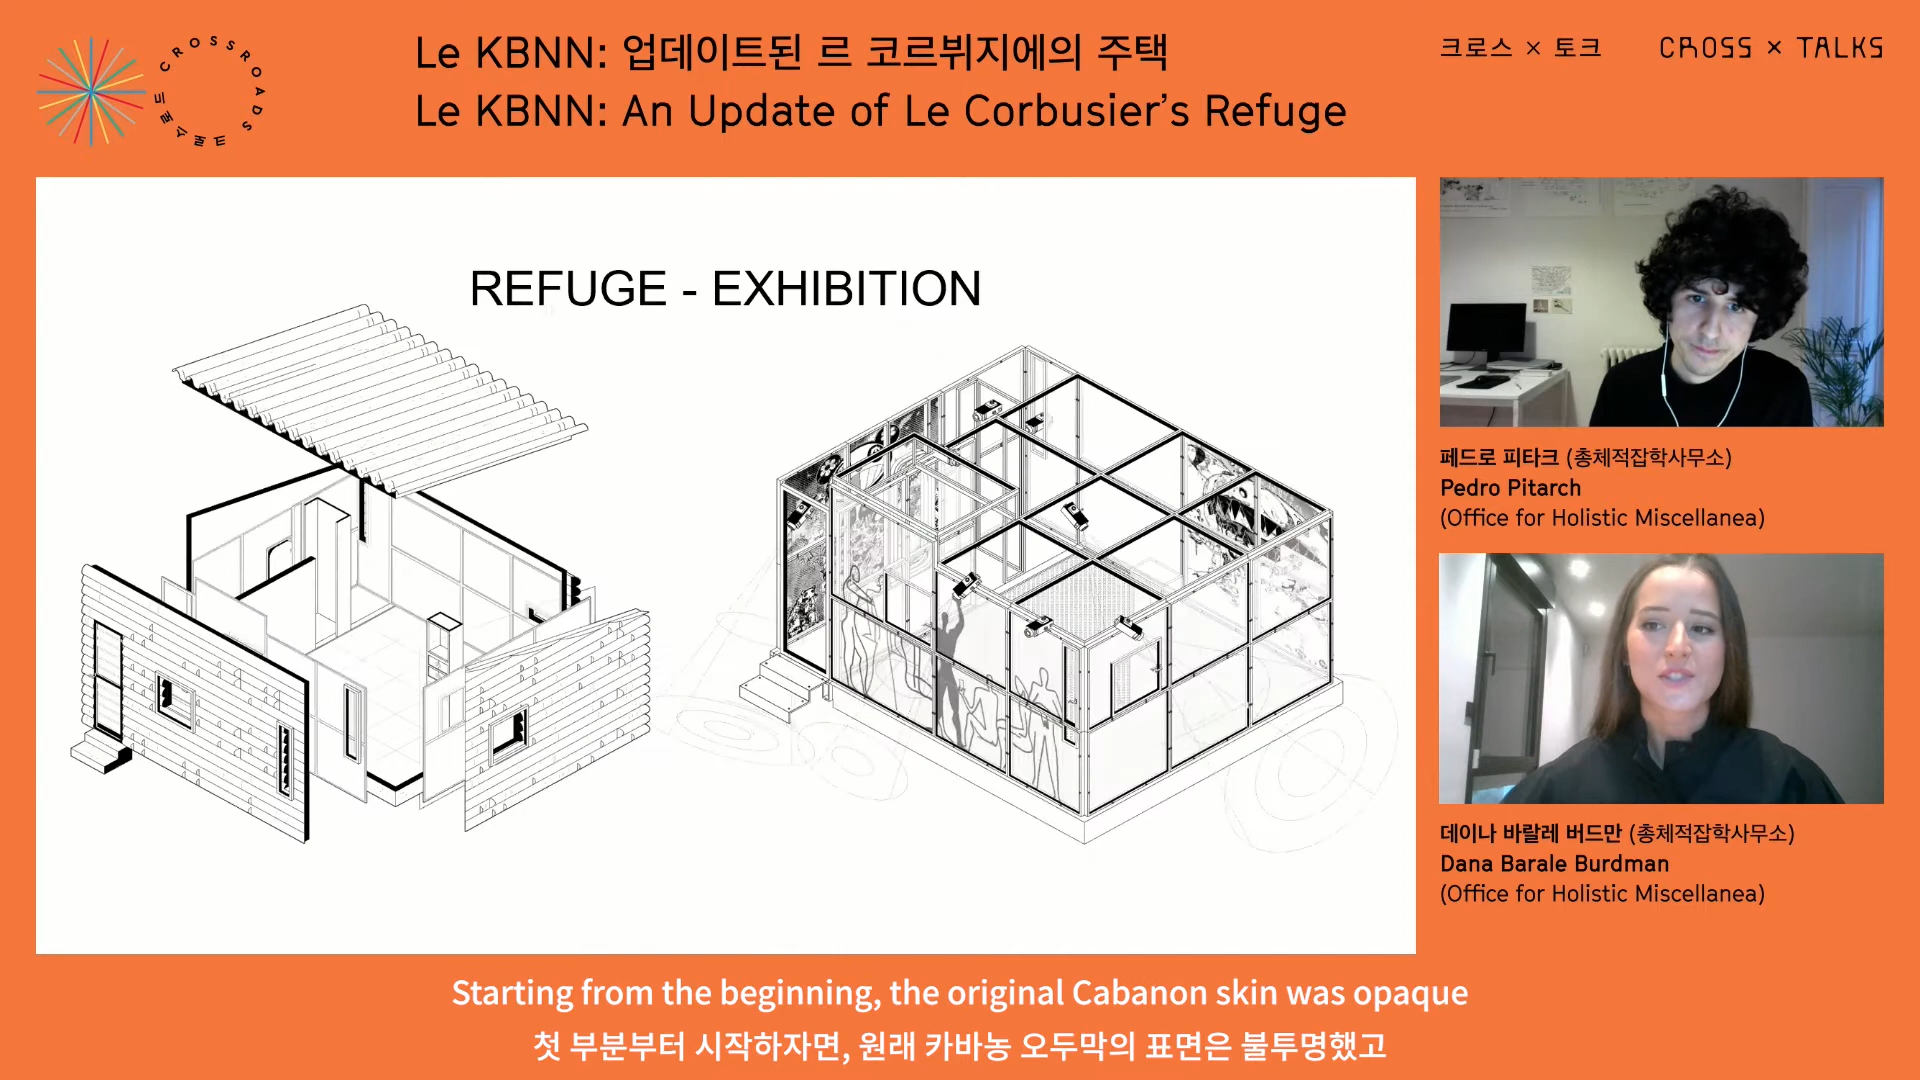 CROSSROADS
크로스로드
Le KBNN: 업데이트된 르 코르뷔지에의 주택
Le KBNN: An Update of Le Corbusier's Refuge
크로스 × 토크
CROSS × TALKS
REFUGE - EXHIBITION
페드로 피타크 (총체적잡학사무소)
Pedro Pitarch
(Office for Holistic Miscellanea)
데이나 바랄레 버드만 (총체적잡학사무소)
Dana Barale Burdman
(Office for Holistic Miscellanea)
Starting from the beginning, the original Cabanon skin was opaque
첫 부분부터 시작하자면, 원래 카바농 오두막의 표면은 불투명했고